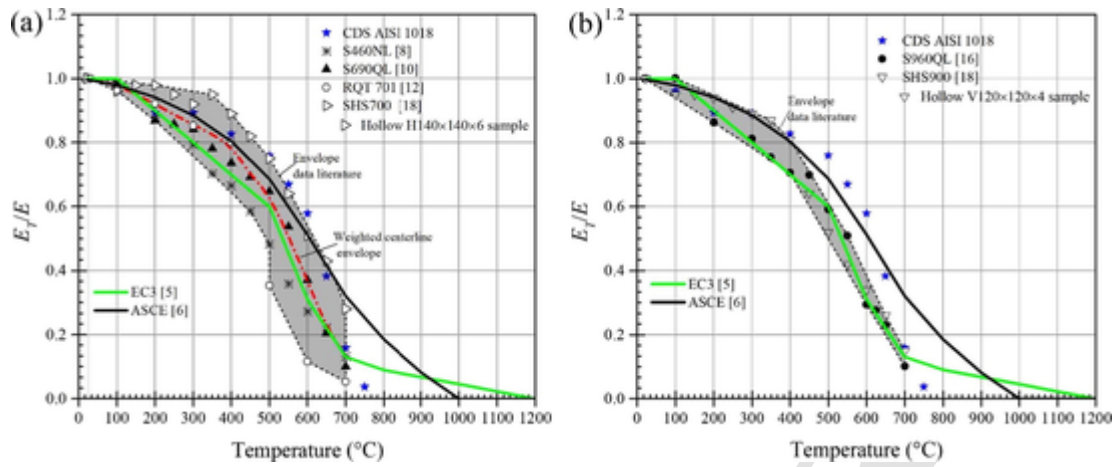 (a)
1.2
1.0
0.8
0.6
0.4
0.2
0.0
E_T/E
0 100 200 300 400 500 600 700 800 900 1000 1100 1200
Temperature (°C)
CDS AISI 1018
S460NL [8]
S690QL [10]
RQT 701 [12]
SHS700 [18]
Hollow H140×140×6 sample
Envelope
data literature
Weighted centerline
envelope
EC3 [5]
ASCE [6]
(b)
1.2
1.0
0.8
0.6
0.4
0.2
0.0
E_T/E
0 100 200 300 400 500 600 700 800 900 1000 1100 1200
Temperature (°C)
CDS AISI 1018
S960QL [16]
SHS900 [18]
Hollow V120×120×4 sample
Envelope
data literature
EC3 [5]
ASCE [6]